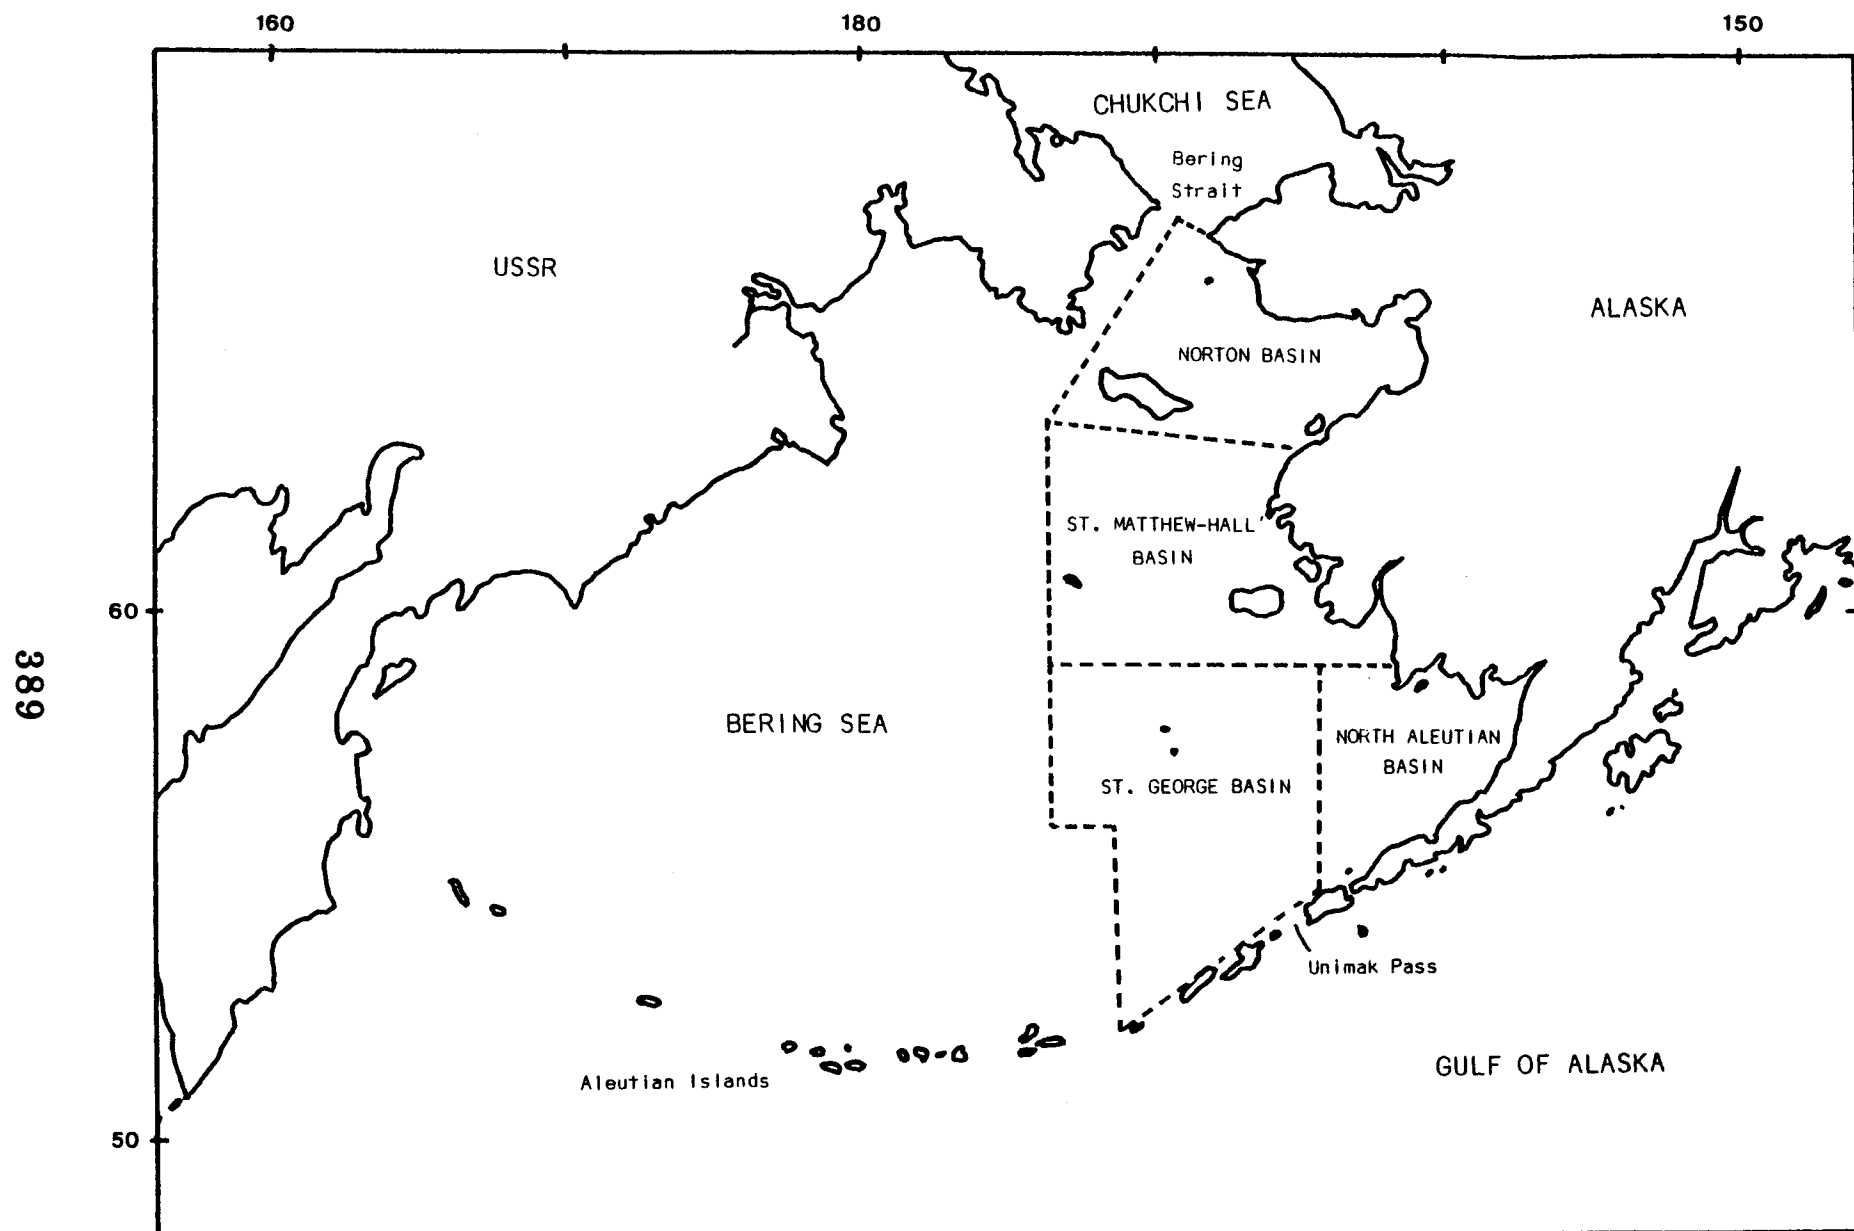 160
180
150
CHUKCHI SEA
Bering
Strait
USSR
ALASKA
NORTON BASIN
ST. MATTHEW-HALL
BASIN
60
389
BERING SEA
NORTH ALEUTIAN
BASIN
ST. GEORGE BASIN
Unimak Pass
GULF OF ALASKA
Aleutian Islands
50